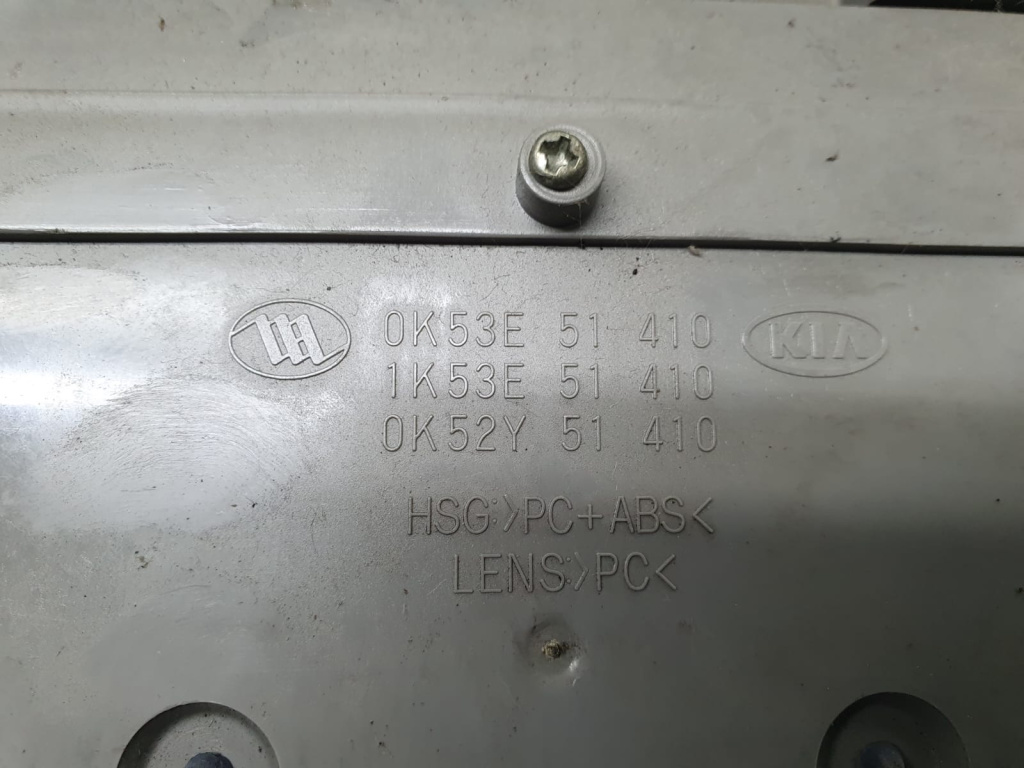 0K53E 51 410 KIA
1K53E 51 410
0K52Y 51 410
HSG:>PC+ABS<
LENS:>PC<